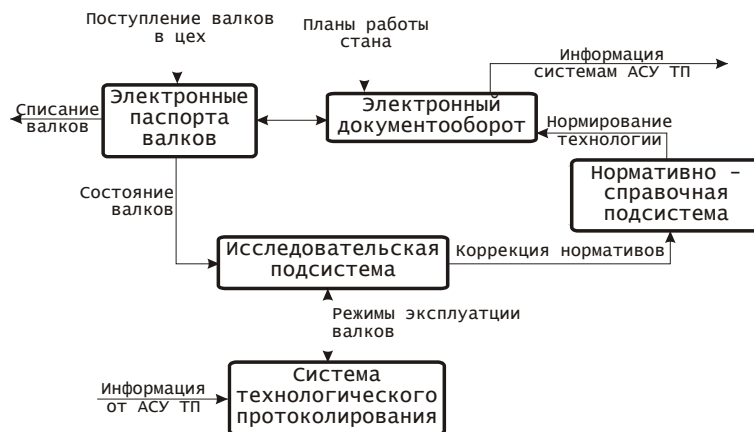 Поступление валков
в цех
Планы работы
стана
Информация
системам АСУ ТП
Списание
валков
Электронные
паспорта
валков
Электронный
документооборот
Нормирование
технологии
Нормативно –
справочная
подсистема
Состояние
валков
Исследовательская
подсистема
Коррекция нормативов
Режимы эксплуатции
валков
Информация
от АСУ ТП
Система
технологического
протоколирования